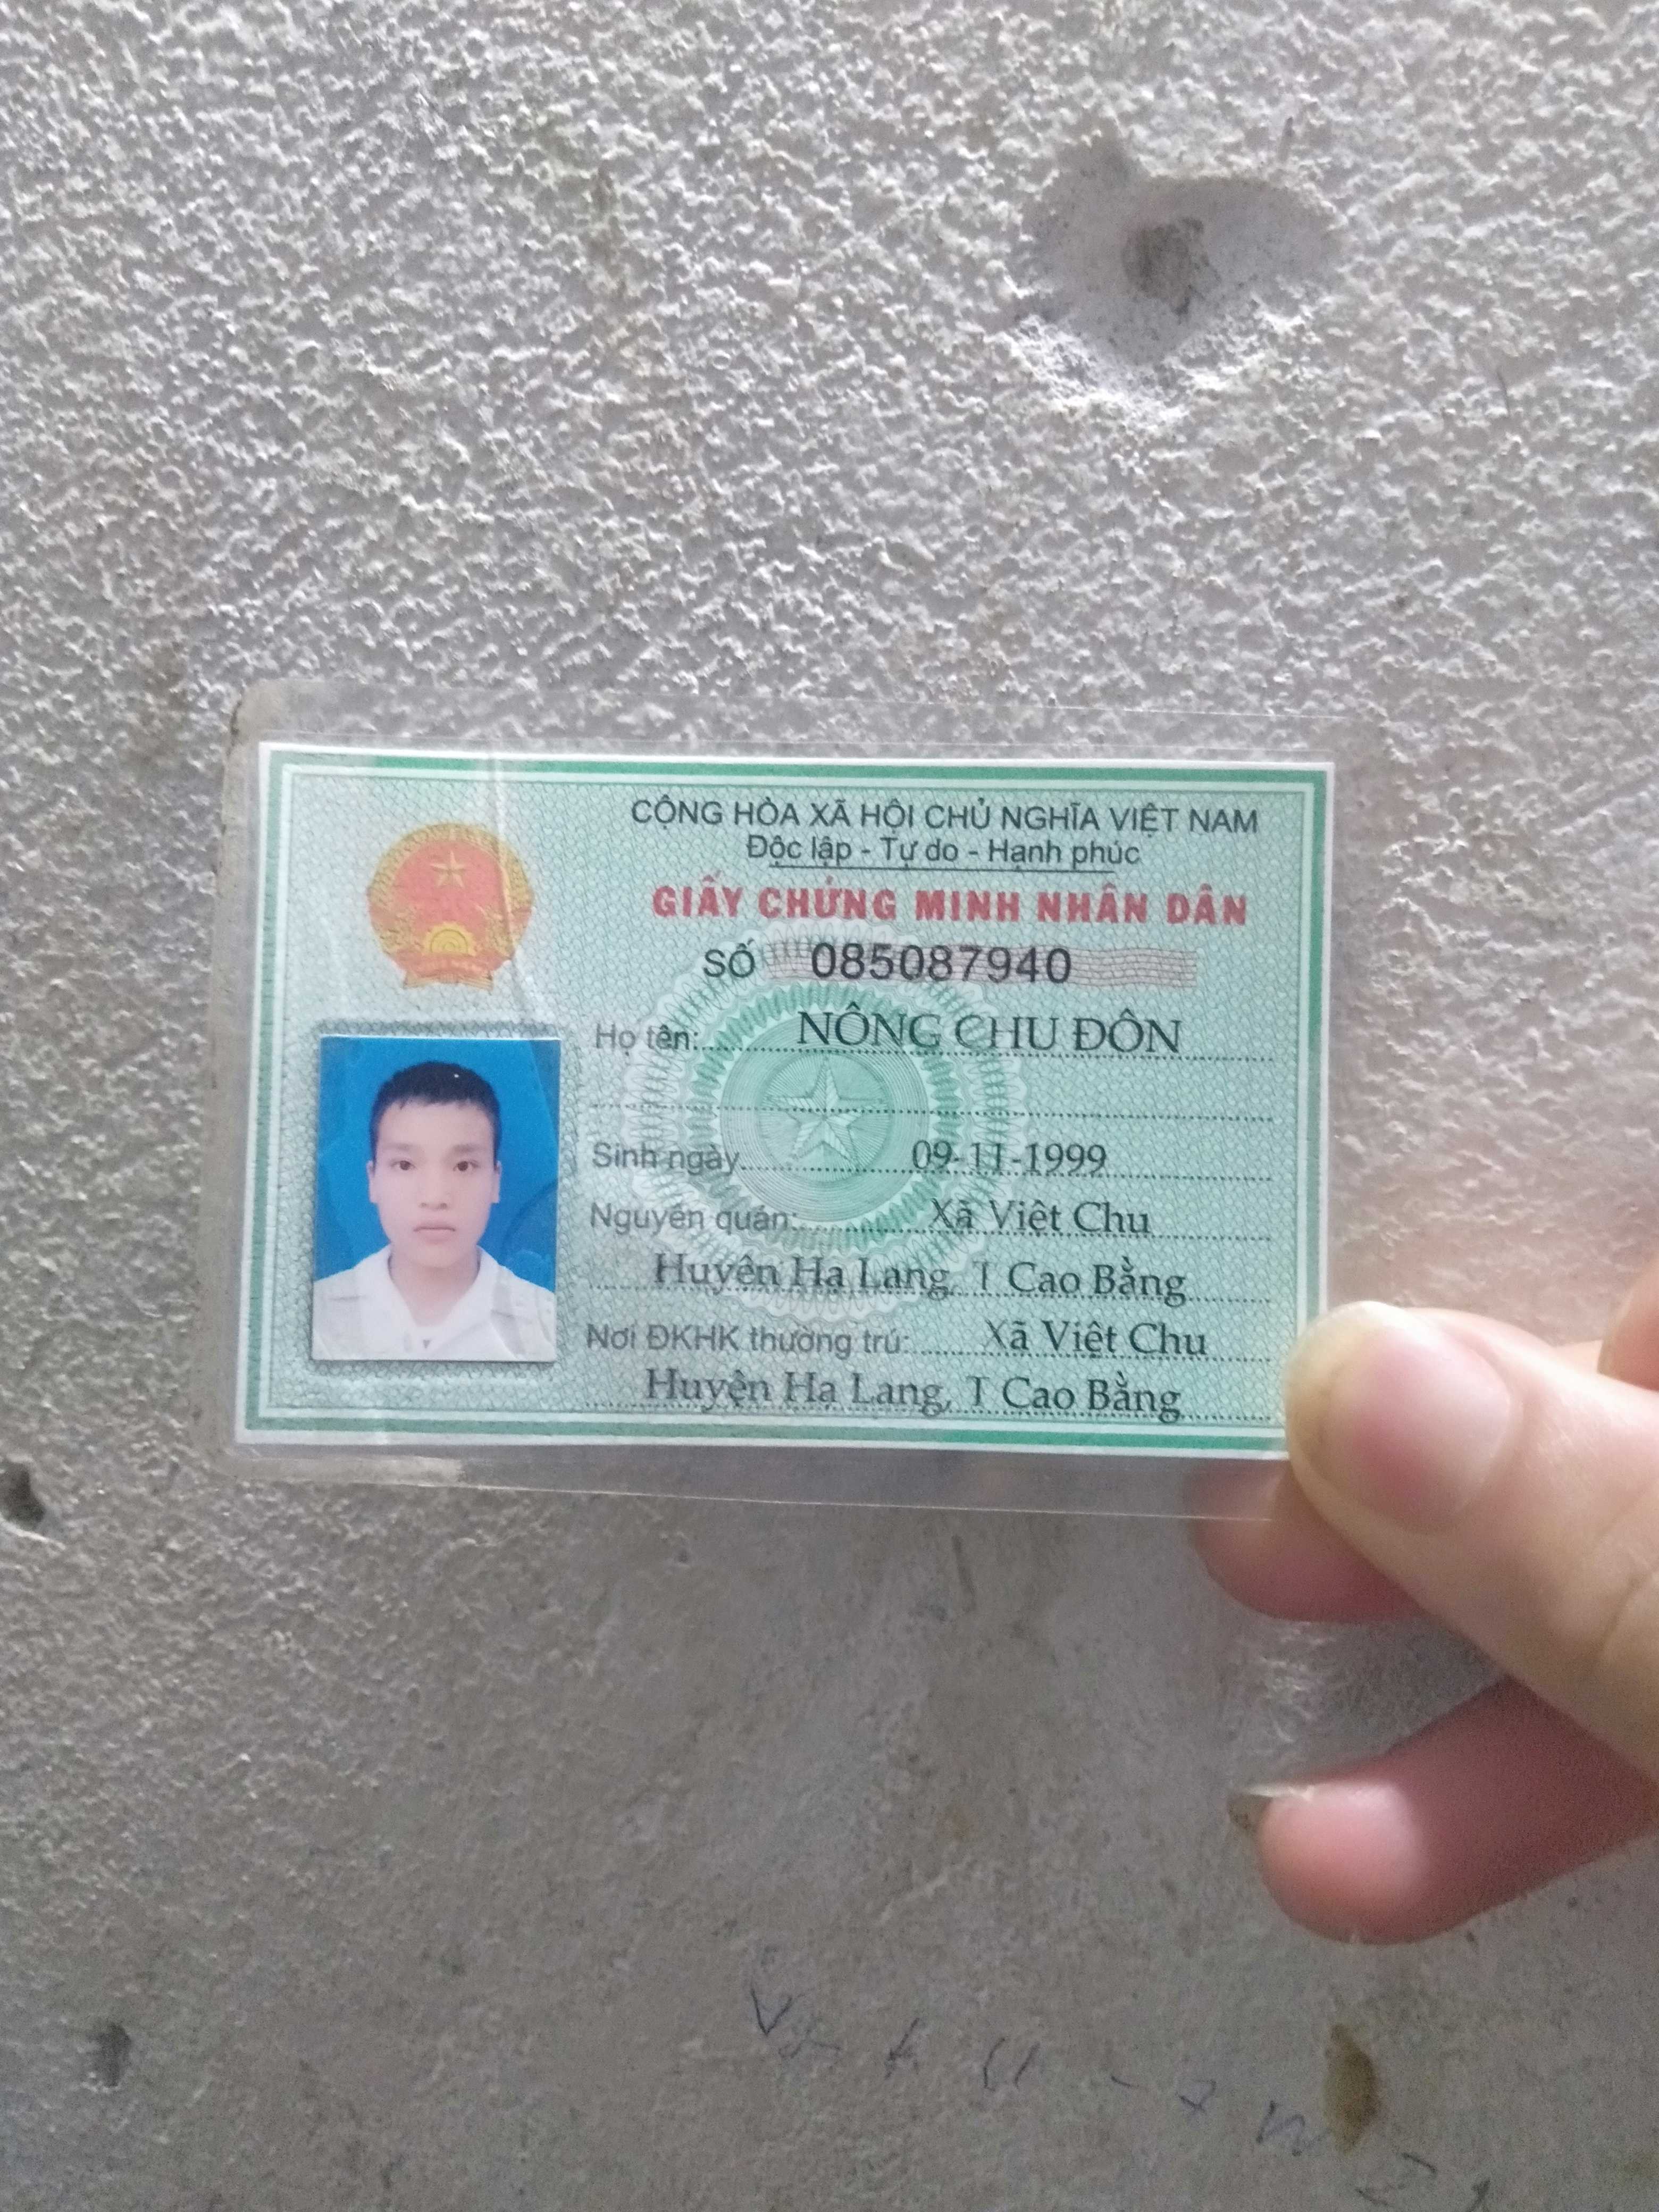 CỘNG HÒA XÃ HỘI CHỦ NGHĨA VIỆT NAM
Độc lập - Tự do - Hạnh phúc
GIẤY CHỨNG MINH NHÂN DÂN
SỐ 085087940
Họ tên: NÔNG CHU ĐÔN
Sinh ngày 09-11-1999
Nguyên quán: Xã Việt Chu
Huyện Hạ Lang, T Cao Bằng
Nơi ĐKHK thường trú: Xã Việt Chu
Huyện Hạ Lang, T Cao Bằng